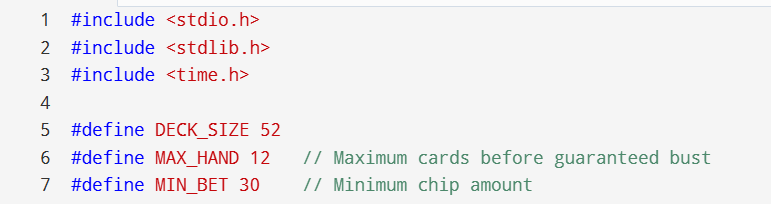 1 #include <stdio.h>
2 #include <stdlib.h>
3 #include <time.h>
4
5 #define DECK_SIZE 52
6 #define MAX_HAND 12   // Maximum cards before guaranteed bust
7 #define MIN_BET 30    // Minimum chip amount